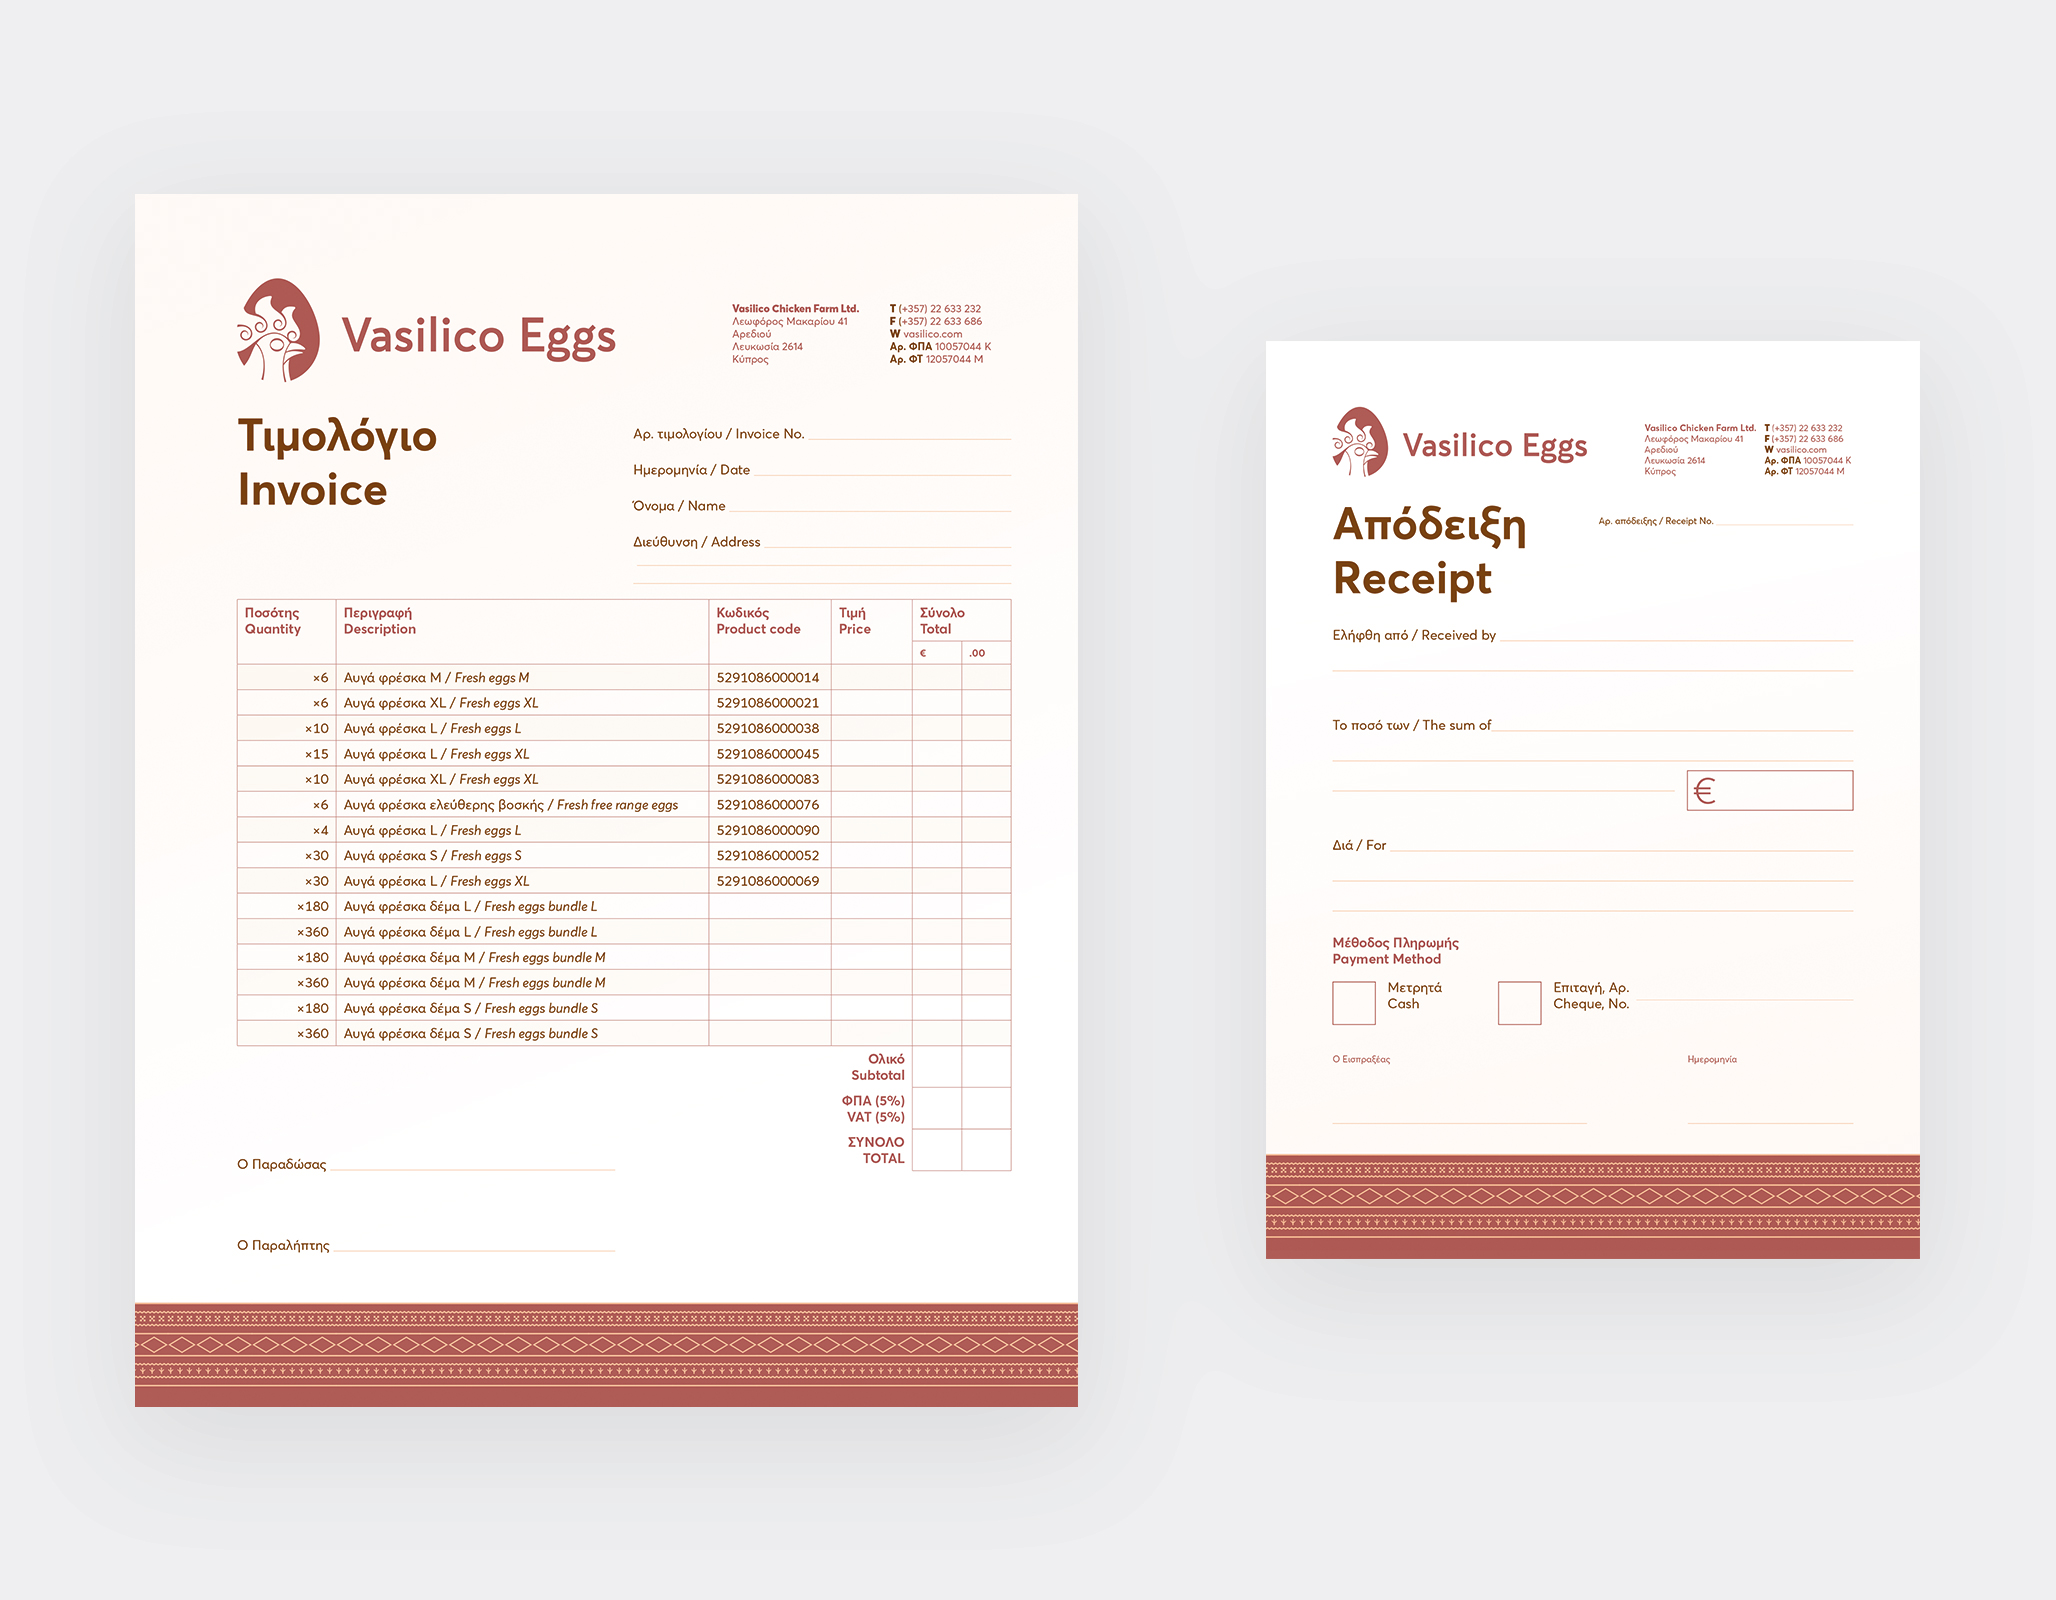 Vasilico Eggs
Vasilico Chicken Farm Ltd.
Λεωφόρος Μακαρίου 41
Αρεδιού
Λευκωσία 2614
Κύπρος
T (+357) 22 633 232
F (+357) 22 633 686
W vasilico.com
Αρ. ΦΠΑ 10057044 K
Αρ. ΦΤ 12057044 M
Τιμολόγιο
Invoice
Αρ. τιμολογίου / Invoice No.
Ημερομηνία / Date
Όνομα / Name
Διεύθυνση / Address
Ποσότης Περιγραφή Κωδικός Τιμή Σύνολο
Quantity Description Product code Price Total
€ .00
×6 Αυγά φρέσκα M / Fresh eggs M 5291086000014
×6 Αυγά φρέσκα XL / Fresh eggs XL 5291086000021
×10 Αυγά φρέσκα L / Fresh eggs L 5291086000038
×15 Αυγά φρέσκα L / Fresh eggs XL 5291086000045
×10 Αυγά φρέσκα XL / Fresh eggs XL 5291086000083
×6 Αυγά φρέσκα ελεύθερης βοσκής / Fresh free range eggs 5291086000076
×4 Αυγά φρέσκα L / Fresh eggs L 5291086000090
×30 Αυγά φρέσκα S / Fresh eggs S 5291086000052
×30 Αυγά φρέσκα L / Fresh eggs XL 5291086000069
×180 Αυγά φρέσκα δέμα L / Fresh eggs bundle L
×360 Αυγά φρέσκα δέμα L / Fresh eggs bundle L
×180 Αυγά φρέσκα δέμα M / Fresh eggs bundle M
×360 Αυγά φρέσκα δέμα M / Fresh eggs bundle M
×180 Αυγά φρέσκα δέμα S / Fresh eggs bundle S
×360 Αυγά φρέσκα δέμα S / Fresh eggs bundle S
Ολικό
Subtotal
ΦΠΑ (5%)
VAT (5%)
ΣΥΝΟΛΟ
TOTAL
Ο Παραδώσας
Ο Παραλήπτης
Vasilico Eggs
Vasilico Chicken Farm Ltd.
Λεωφόρος Μακαρίου 41
Αρεδιού
Λευκωσία 2614
Κύπρος
T (+357) 22 633 232
F (+357) 22 633 686
W vasilico.com
Αρ. ΦΠΑ 10057044 K
Αρ. ΦΤ 12057044 M
Απόδειξη
Receipt
Αρ. απόδειξης / Receipt No.
Ελήφθη από / Received by
Το ποσό των / The sum of
€
Διά / For
Μέθοδος Πληρωμής
Payment Method
Μετρητά
Cash
Επιταγή, Αρ.
Cheque, No.
Ο Εισπραξέας
Ημερομηνία